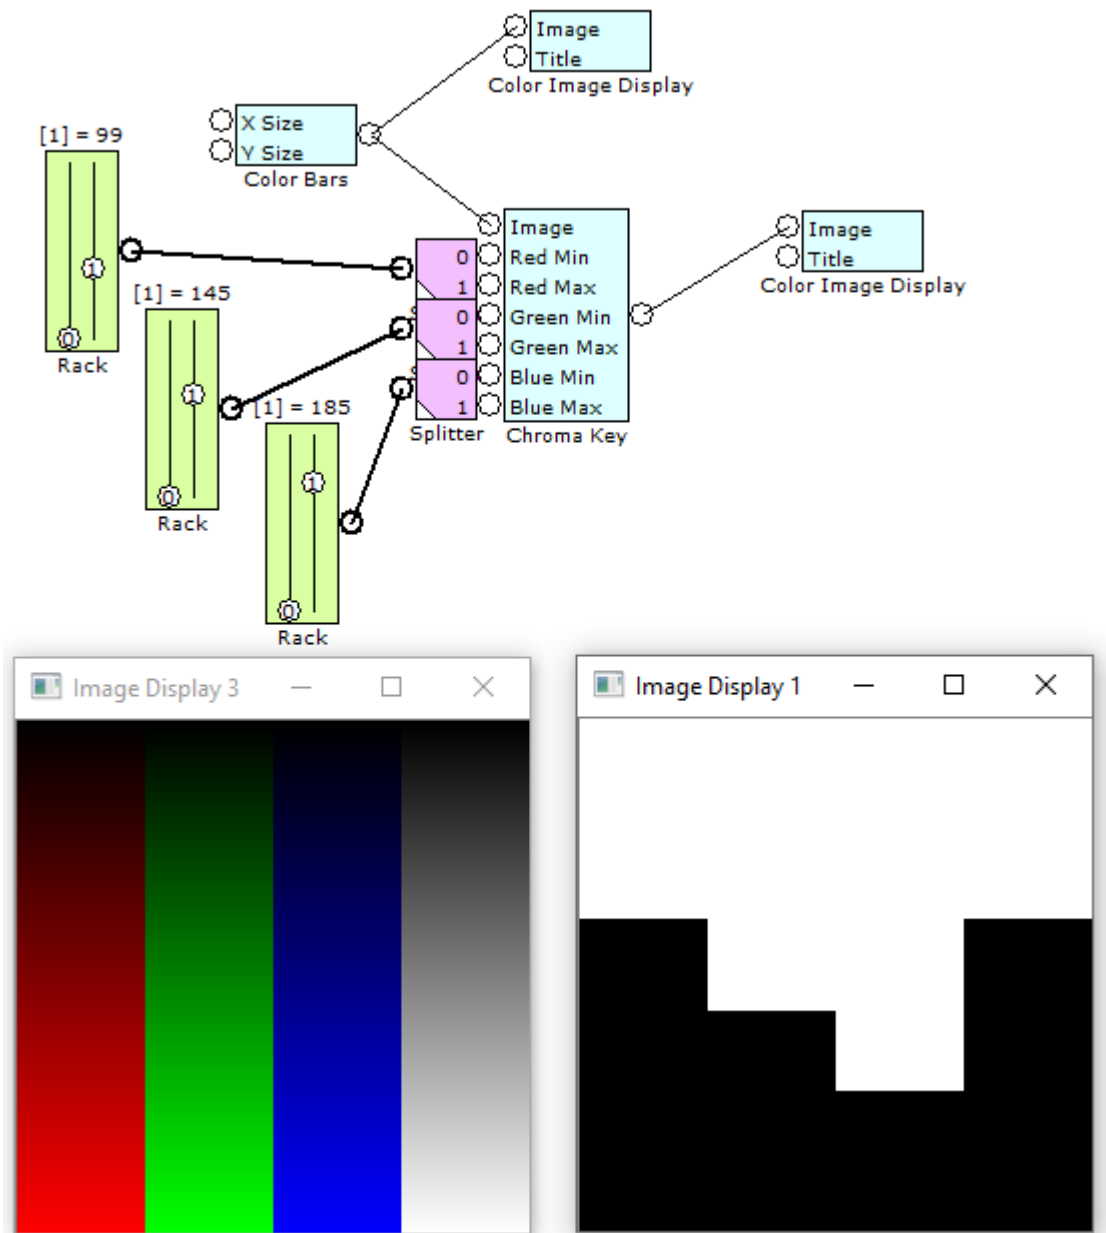 Image
Title
Color Image Display
X Size
Y Size
Color Bars
[1] = 99
1
0
Rack
[1] = 145
1
0
Rack
[1] = 185
1
0
Rack
0
1
0
1
0
1
Splitter
Image
Red Min
Red Max
Green Min
Green Max
Blue Min
Blue Max
Chroma Key
Image
Title
Color Image Display
Image Display 3
Image Display 1